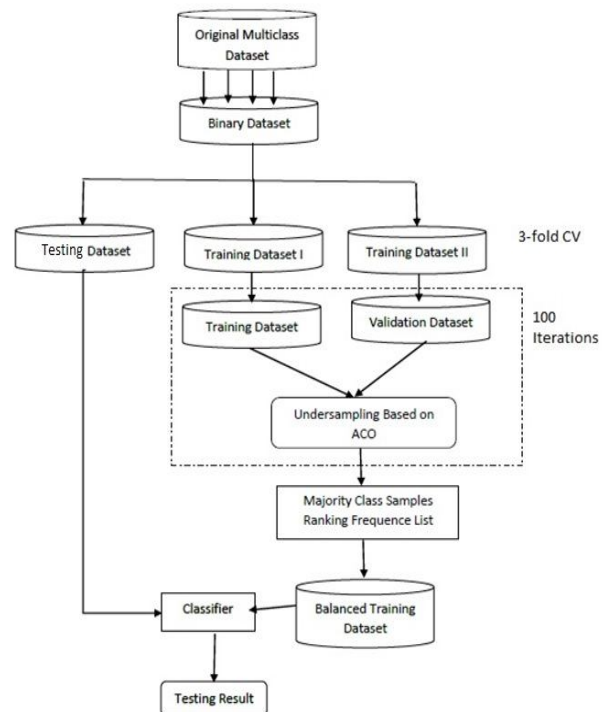 Original Multiclass
Dataset
Binary Dataset
Testing Dataset
Training Dataset I
Training Dataset II
3-fold CV
Training Dataset
Validation Dataset
100
Iterations
Undersampling Based on
ACO
Majority Class Samples
Ranking Frequence List
Classifier
Balanced Training
Dataset
Testing Result